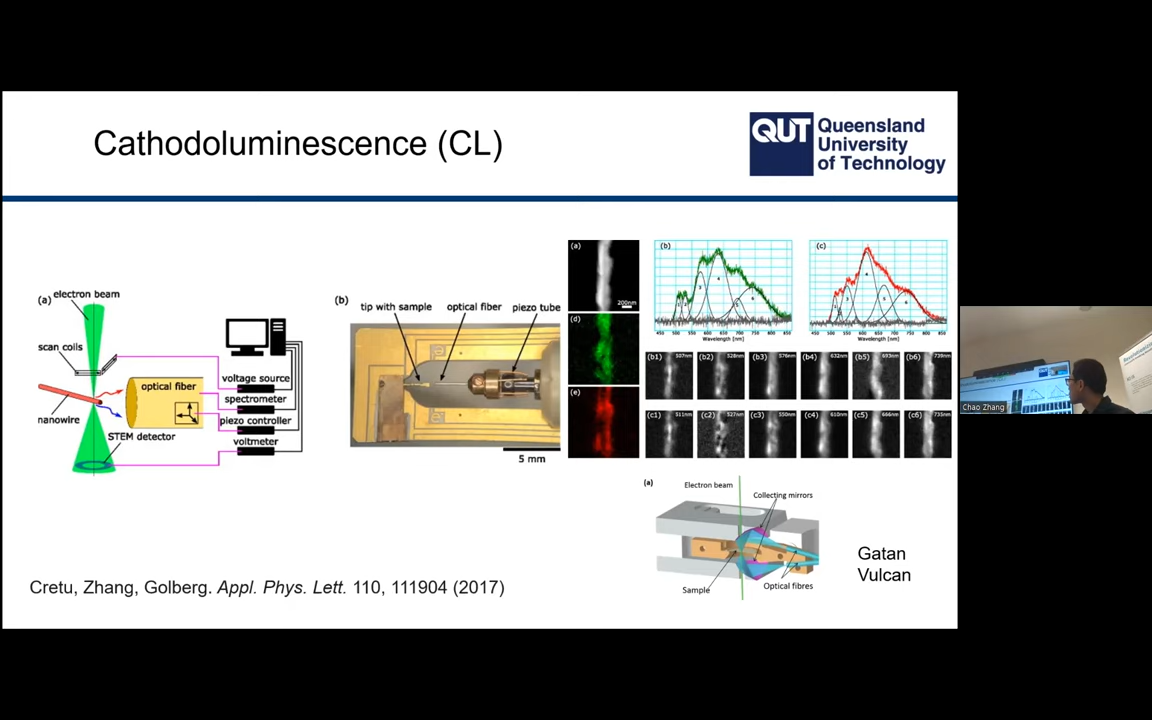 Cathodoluminescence (CL)
QUT
Queensland
University
of Technology
(a)
electron beam
scan coils
optical fiber
nanowire
STEM detector
voltage source
spectrometer
piezo controller
voltmeter
(b)
tip with sample
optical fiber
piezo tube
5 mm
(a)
200nm
(d)
(e)
(b)
Wavelength [nm]
(c)
Wavelength [nm]
(b1) 507nm
(b2) 528nm
(b3) 576nm
(b4) 632nm
(b5) 693nm
(b6) 739nm
(c1) 511nm
(c2) 527nm
(c3) 550nm
(c4) 610nm
(c5) 666nm
(c6) 735nm
(a)
Electron beam
Collecting mirrors
Sample
Optical fibres
Gatan
Vulcan
Cretu, Zhang, Golberg. Appl. Phys. Lett. 110, 111904 (2017)
Chao Zhang